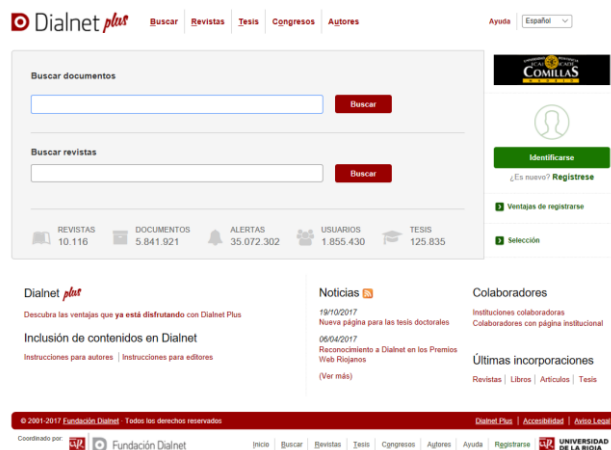 Dialnet plus
Buscar Revistas Tesis Congresos Autores
Ayuda Español
Buscar documentos
Buscar
Buscar revistas
Buscar
REVISTAS
10.116
DOCUMENTOS
5.841.921
ALERTAS
35.072.302
USUARIOS
1.855.430
TESIS
125.835
COMILLAS
Identificarse
¿Es nuevo? Regístrese
Ventajas de registrarse
Selección
Dialnet plus
Descubra las ventajas que ya está disfrutando con Dialnet Plus
Inclusión de contenidos en Dialnet
Instrucciones para autores | Instrucciones para editores
Noticias
19/10/2017
Nueva página para las tesis doctorales
06/04/2017
Reconocimiento a Dialnet en los Premios
Web Riojanos
(Ver más)
Colaboradores
Instituciones colaboradoras
Colaboradores con página institucional
Últimas incorporaciones
Revistas | Libros | Artículos | Tesis
© 2001-2017 Fundación Dialnet · Todos los derechos reservados
Dialnet Plus | Accesibilidad | Aviso Legal
Coordinado por:
Fundación Dialnet
Inicio | Buscar | Revistas | Tesis | Congresos | Autores | Ayuda | Registrarse
UNIVERSIDAD
DE LA RIOJA